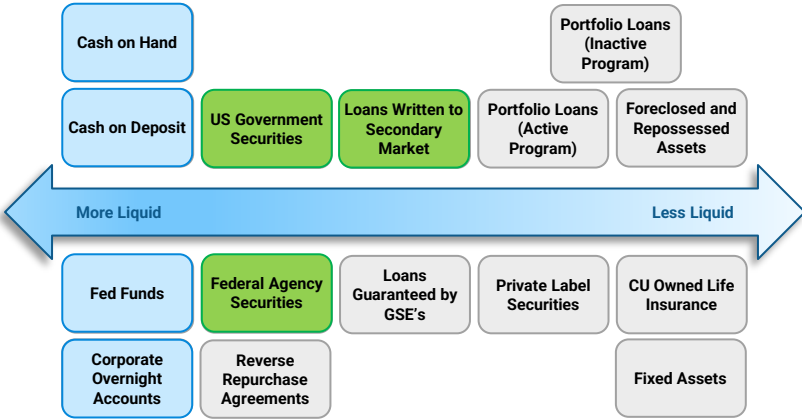 Cash on Hand
Portfolio Loans
(Inactive
Program)
Cash on Deposit
US Government
Securities
Loans Written to
Secondary
Market
Portfolio Loans
(Active
Program)
Foreclosed and
Repossessed
Assets
More Liquid
Less Liquid
Fed Funds
Federal Agency
Securities
Loans
Guaranteed by
GSE's
Private Label
Securities
CU Owned Life
Insurance
Corporate
Overnight
Accounts
Reverse
Repurchase
Agreements
Fixed Assets